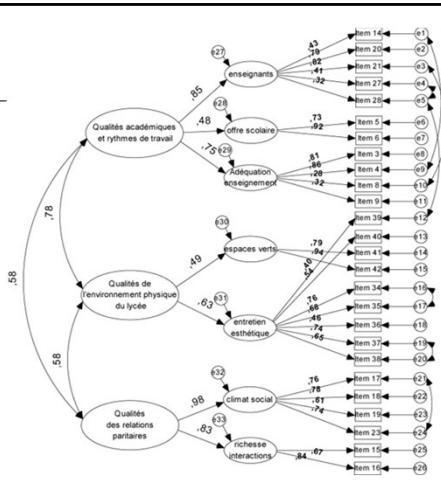 Item 14
e1
,43
Item 20
e2
,79
Item 21
e3
,82
Item 27
e4
,41
Item 28
e5
,32
e27
enseignants
,85
e28
Item 5
e6
,73
offre scolaire
Item 6
e7
,92
,48
Qualités académiques
et rythmes de travail
,75
e29
Item 3
e8
,81
Item 4
e9
,86
Adéquation
enseignement
Item 8
e10
,28
Item 9
e11
,32
Item 39
e12
Item 40
e13
,40
,54
e30
espaces verts
Item 41
e14
,79
Item 42
e15
,94
,78
,49
Qualités de
l'environnement physique
du lycée
,63
e31
entretien
esthétique
Item 34
e16
,76
Item 35
e17
,68
Item 36
e18
,46
Item 37
e19
,74
Item 38
e20
,65
,58
,58
e32
climat social
Item 17
e21
,76
Item 18
e22
,78
Item 19
e23
,61
Item 23
e24
,74
,98
Qualités
des relations
paritaires
,83
e33
richesse
interactions
Item 15
e25
,67
Item 16
e26
,84